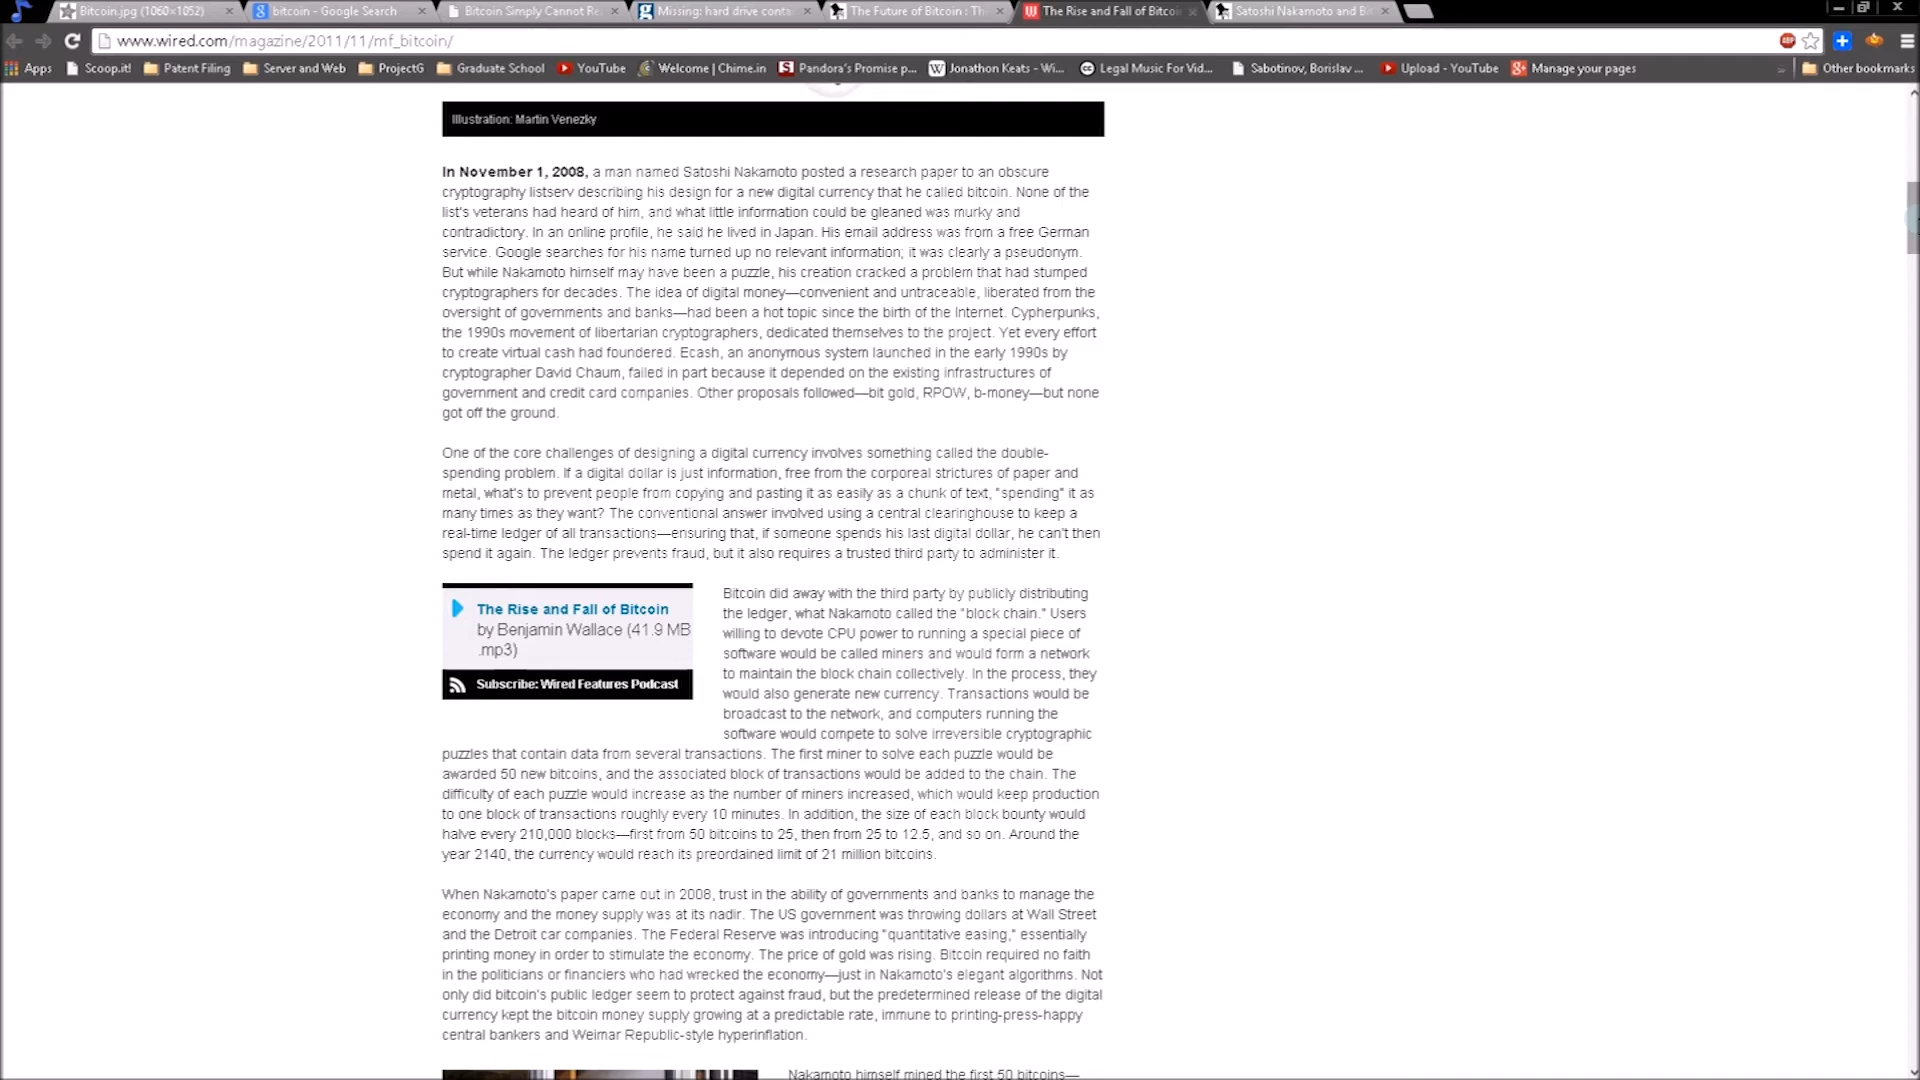 Bitcoin.jpg (1060×1052)
bitcoin - Google Search
Bitcoin Simply Cannot Re
Missing: hard drive conta
The Future of Bitcoin : Th
The Rise and Fall of Bitcoi
Satoshi Nakamoto and Bi
www.wired.com/magazine/2011/11/mf_bitcoin/
ABP
Apps
Scoop.it!
Patent Filing
Server and Web
ProjectG
Graduate School
YouTube
Welcome | Chime.in
Pandora's Promise p...
Jonathon Keats - Wi...
Legal Music For Vid...
Sabotinov, Borislav ...
Upload - YouTube
Manage your pages
»
Other bookmarks
Illustration: Martin Venezky
In November 1, 2008, a man named Satoshi Nakamoto posted a research paper to an obscure
cryptography listserv describing his design for a new digital currency that he called bitcoin. None of the
list's veterans had heard of him, and what little information could be gleaned was murky and
contradictory. In an online profile, he said he lived in Japan. His email address was from a free German
service. Google searches for his name turned up no relevant information; it was clearly a pseudonym.
But while Nakamoto himself may have been a puzzle, his creation cracked a problem that had stumped
cryptographers for decades. The idea of digital money—convenient and untraceable, liberated from the
oversight of governments and banks—had been a hot topic since the birth of the Internet. Cypherpunks,
the 1990s movement of libertarian cryptographers, dedicated themselves to the project. Yet every effort
to create virtual cash had foundered. Ecash, an anonymous system launched in the early 1990s by
cryptographer David Chaum, failed in part because it depended on the existing infrastructures of
government and credit card companies. Other proposals followed—bit gold, RPOW, b-money—but none
got off the ground.
One of the core challenges of designing a digital currency involves something called the double-
spending problem. If a digital dollar is just information, free from the corporeal strictures of paper and
metal, what's to prevent people from copying and pasting it as easily as a chunk of text, "spending" it as
many times as they want? The conventional answer involved using a central clearinghouse to keep a
real-time ledger of all transactions—ensuring that, if someone spends his last digital dollar, he can't then
spend it again. The ledger prevents fraud, but it also requires a trusted third party to administer it.
The Rise and Fall of Bitcoin
by Benjamin Wallace (41.9 MB
.mp3)
Subscribe: Wired Features Podcast
Bitcoin did away with the third party by publicly distributing
the ledger, what Nakamoto called the "block chain." Users
willing to devote CPU power to running a special piece of
software would be called miners and would form a network
to maintain the block chain collectively. In the process, they
would also generate new currency. Transactions would be
broadcast to the network, and computers running the
software would compete to solve irreversible cryptographic
puzzles that contain data from several transactions. The first miner to solve each puzzle would be
awarded 50 new bitcoins, and the associated block of transactions would be added to the chain. The
difficulty of each puzzle would increase as the number of miners increased, which would keep production
to one block of transactions roughly every 10 minutes. In addition, the size of each block bounty would
halve every 210,000 blocks—first from 50 bitcoins to 25, then from 25 to 12.5, and so on. Around the
year 2140, the currency would reach its preordained limit of 21 million bitcoins.
When Nakamoto's paper came out in 2008, trust in the ability of governments and banks to manage the
economy and the money supply was at its nadir. The US government was throwing dollars at Wall Street
and the Detroit car companies. The Federal Reserve was introducing "quantitative easing," essentially
printing money in order to stimulate the economy. The price of gold was rising. Bitcoin required no faith
in the politicians or financiers who had wrecked the economy—just in Nakamoto's elegant algorithms. Not
only did bitcoin's public ledger seem to protect against fraud, but the predetermined release of the digital
currency kept the bitcoin money supply growing at a predictable rate, immune to printing-press-happy
central bankers and Weimar Republic-style hyperinflation.
Nakamoto himself mined the first 50 bitcoins—